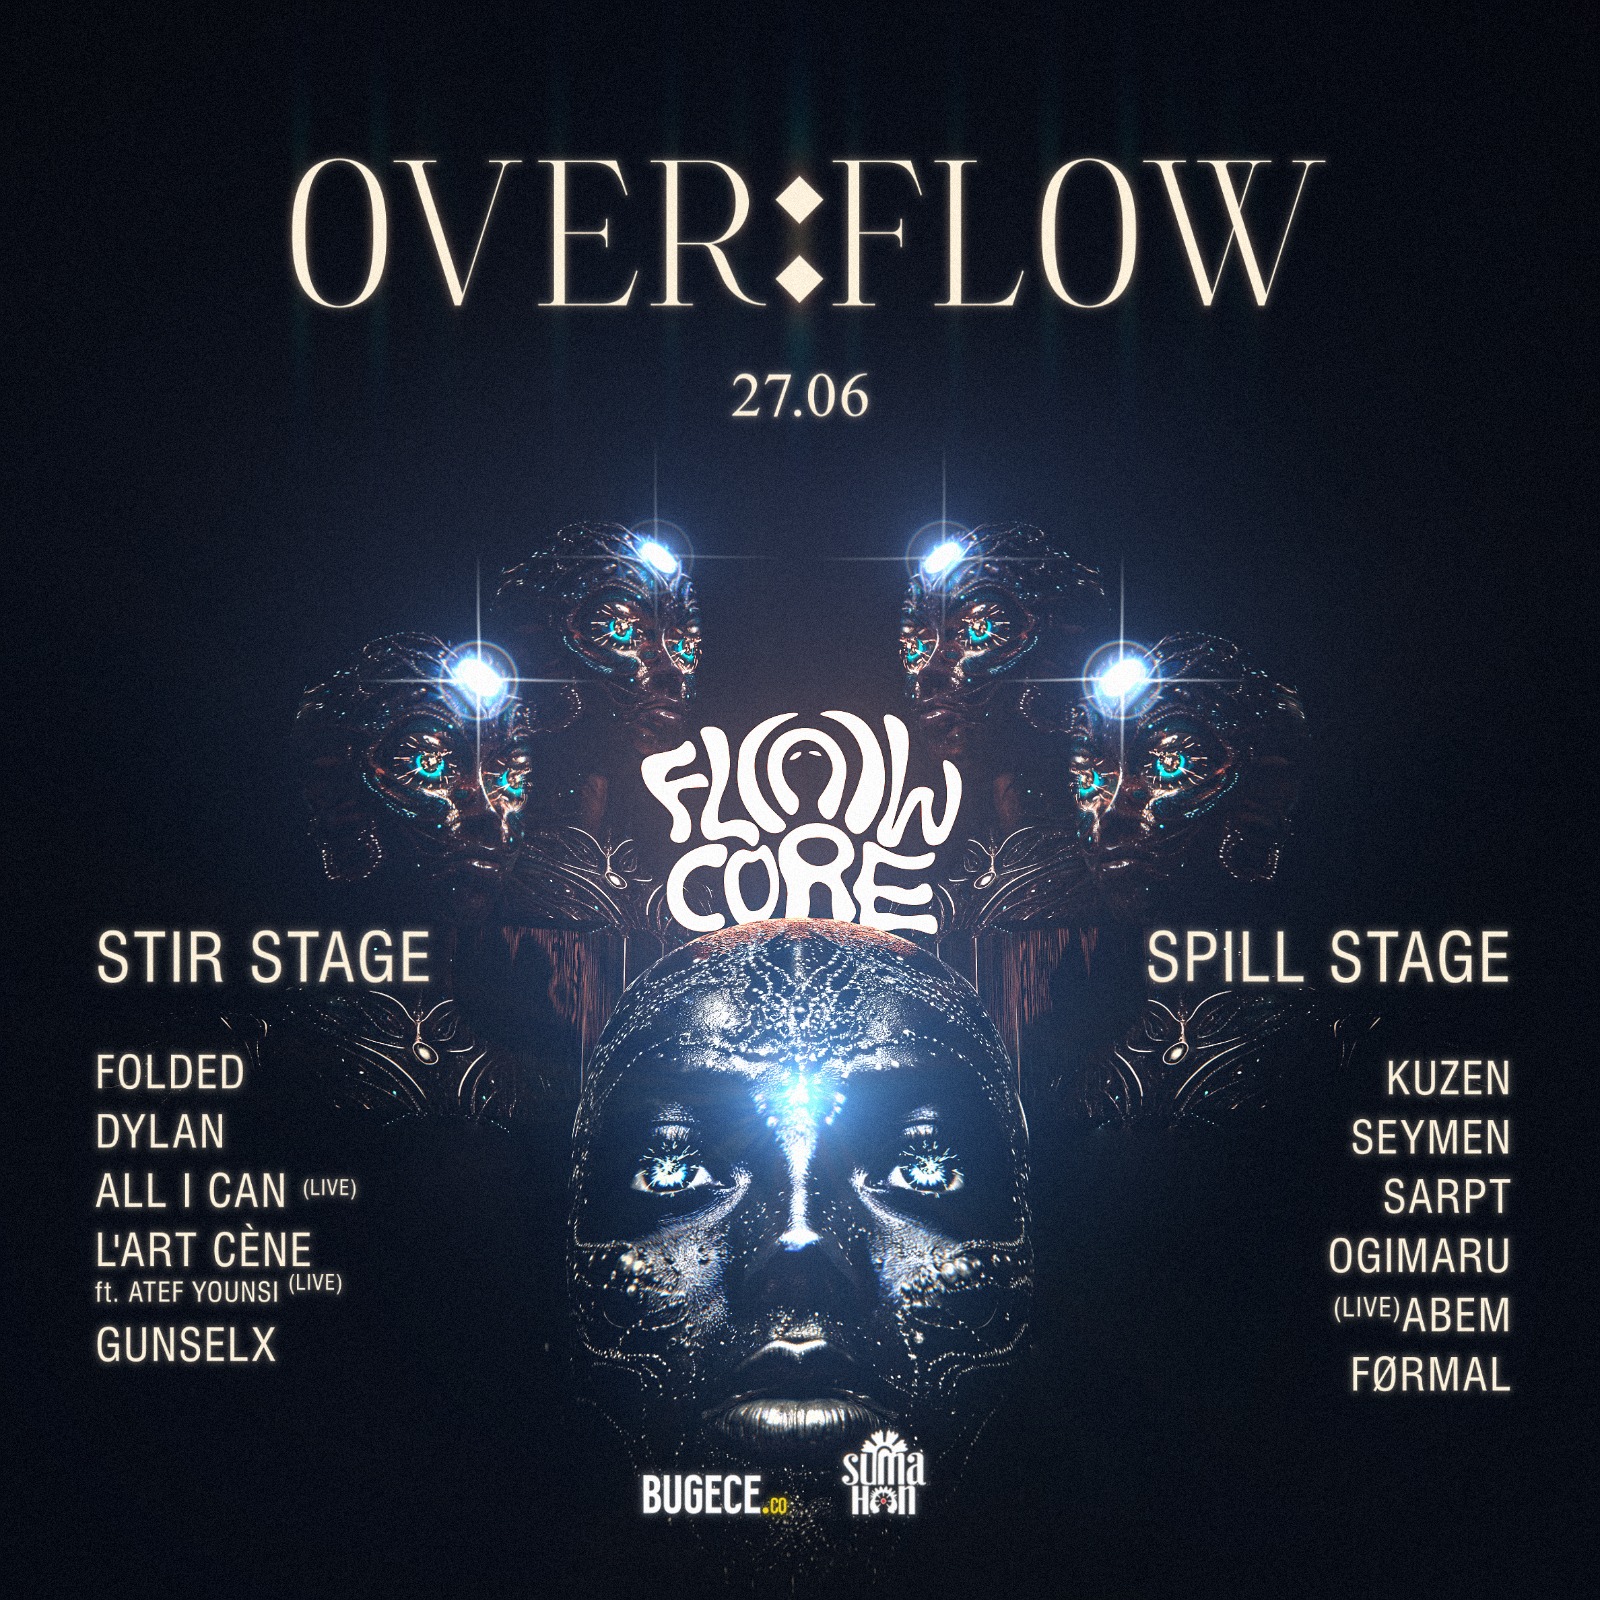 OVER:FLOW
27.06
FLOW
CORE
STIR STAGE
FOLDED
DYLAN
ALL I CAN (LIVE)
L'ART CÈNE
ft. ATEF YOUNSI (LIVE)
GUNSELX
SPILL STAGE
KUZEN
SEYMEN
SARPT
OGIMARU
(LIVE)ABEM
FØRMAL
BUGECE.co
suma
HAN